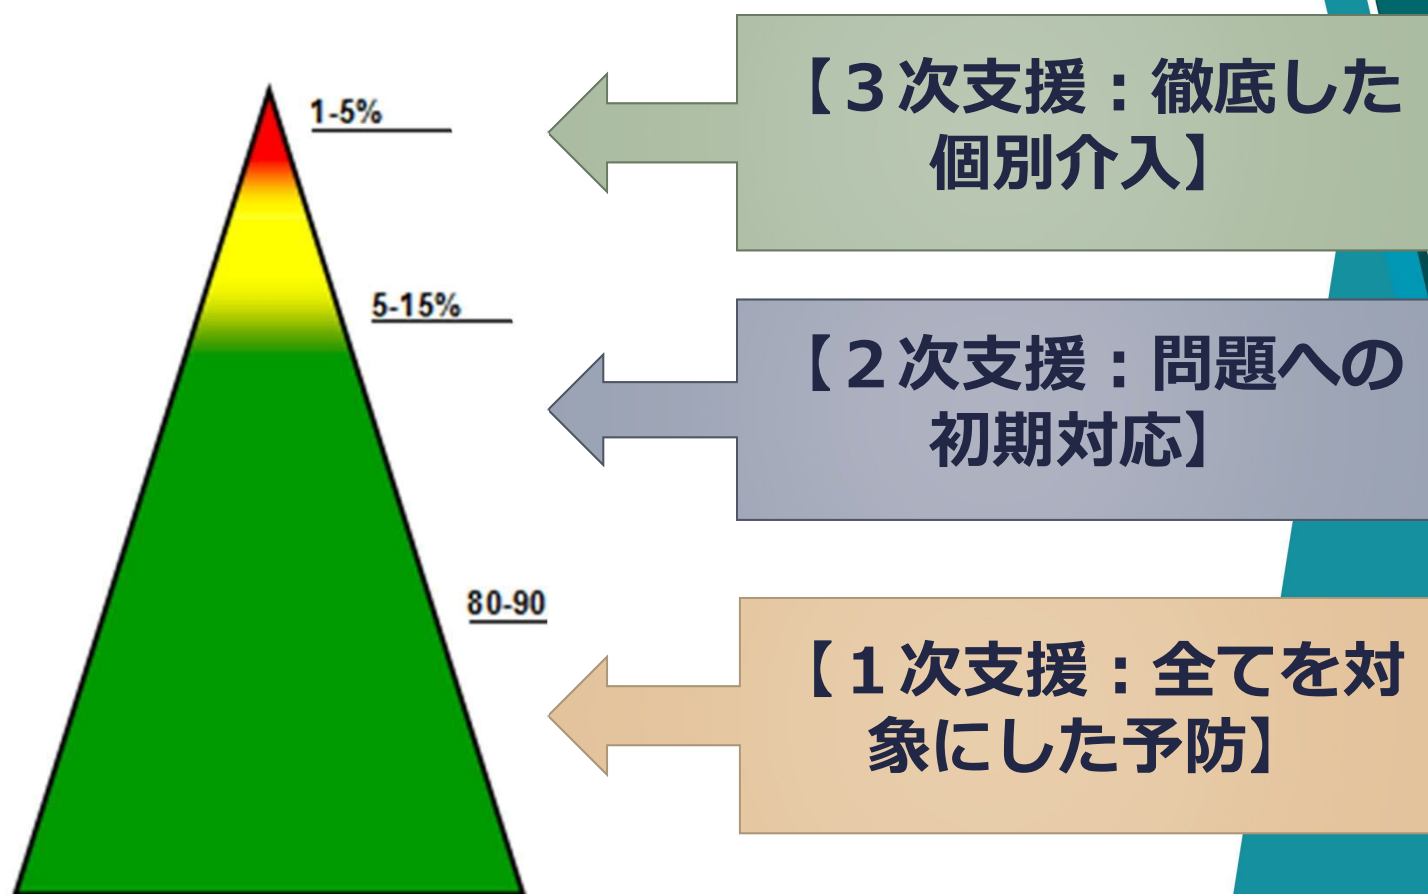 1-5%
【３次支援：徹底した
個別介入】
5-15%
【２次支援：問題への
初期対応】
80-90
【１次支援：全てを対
象にした予防】